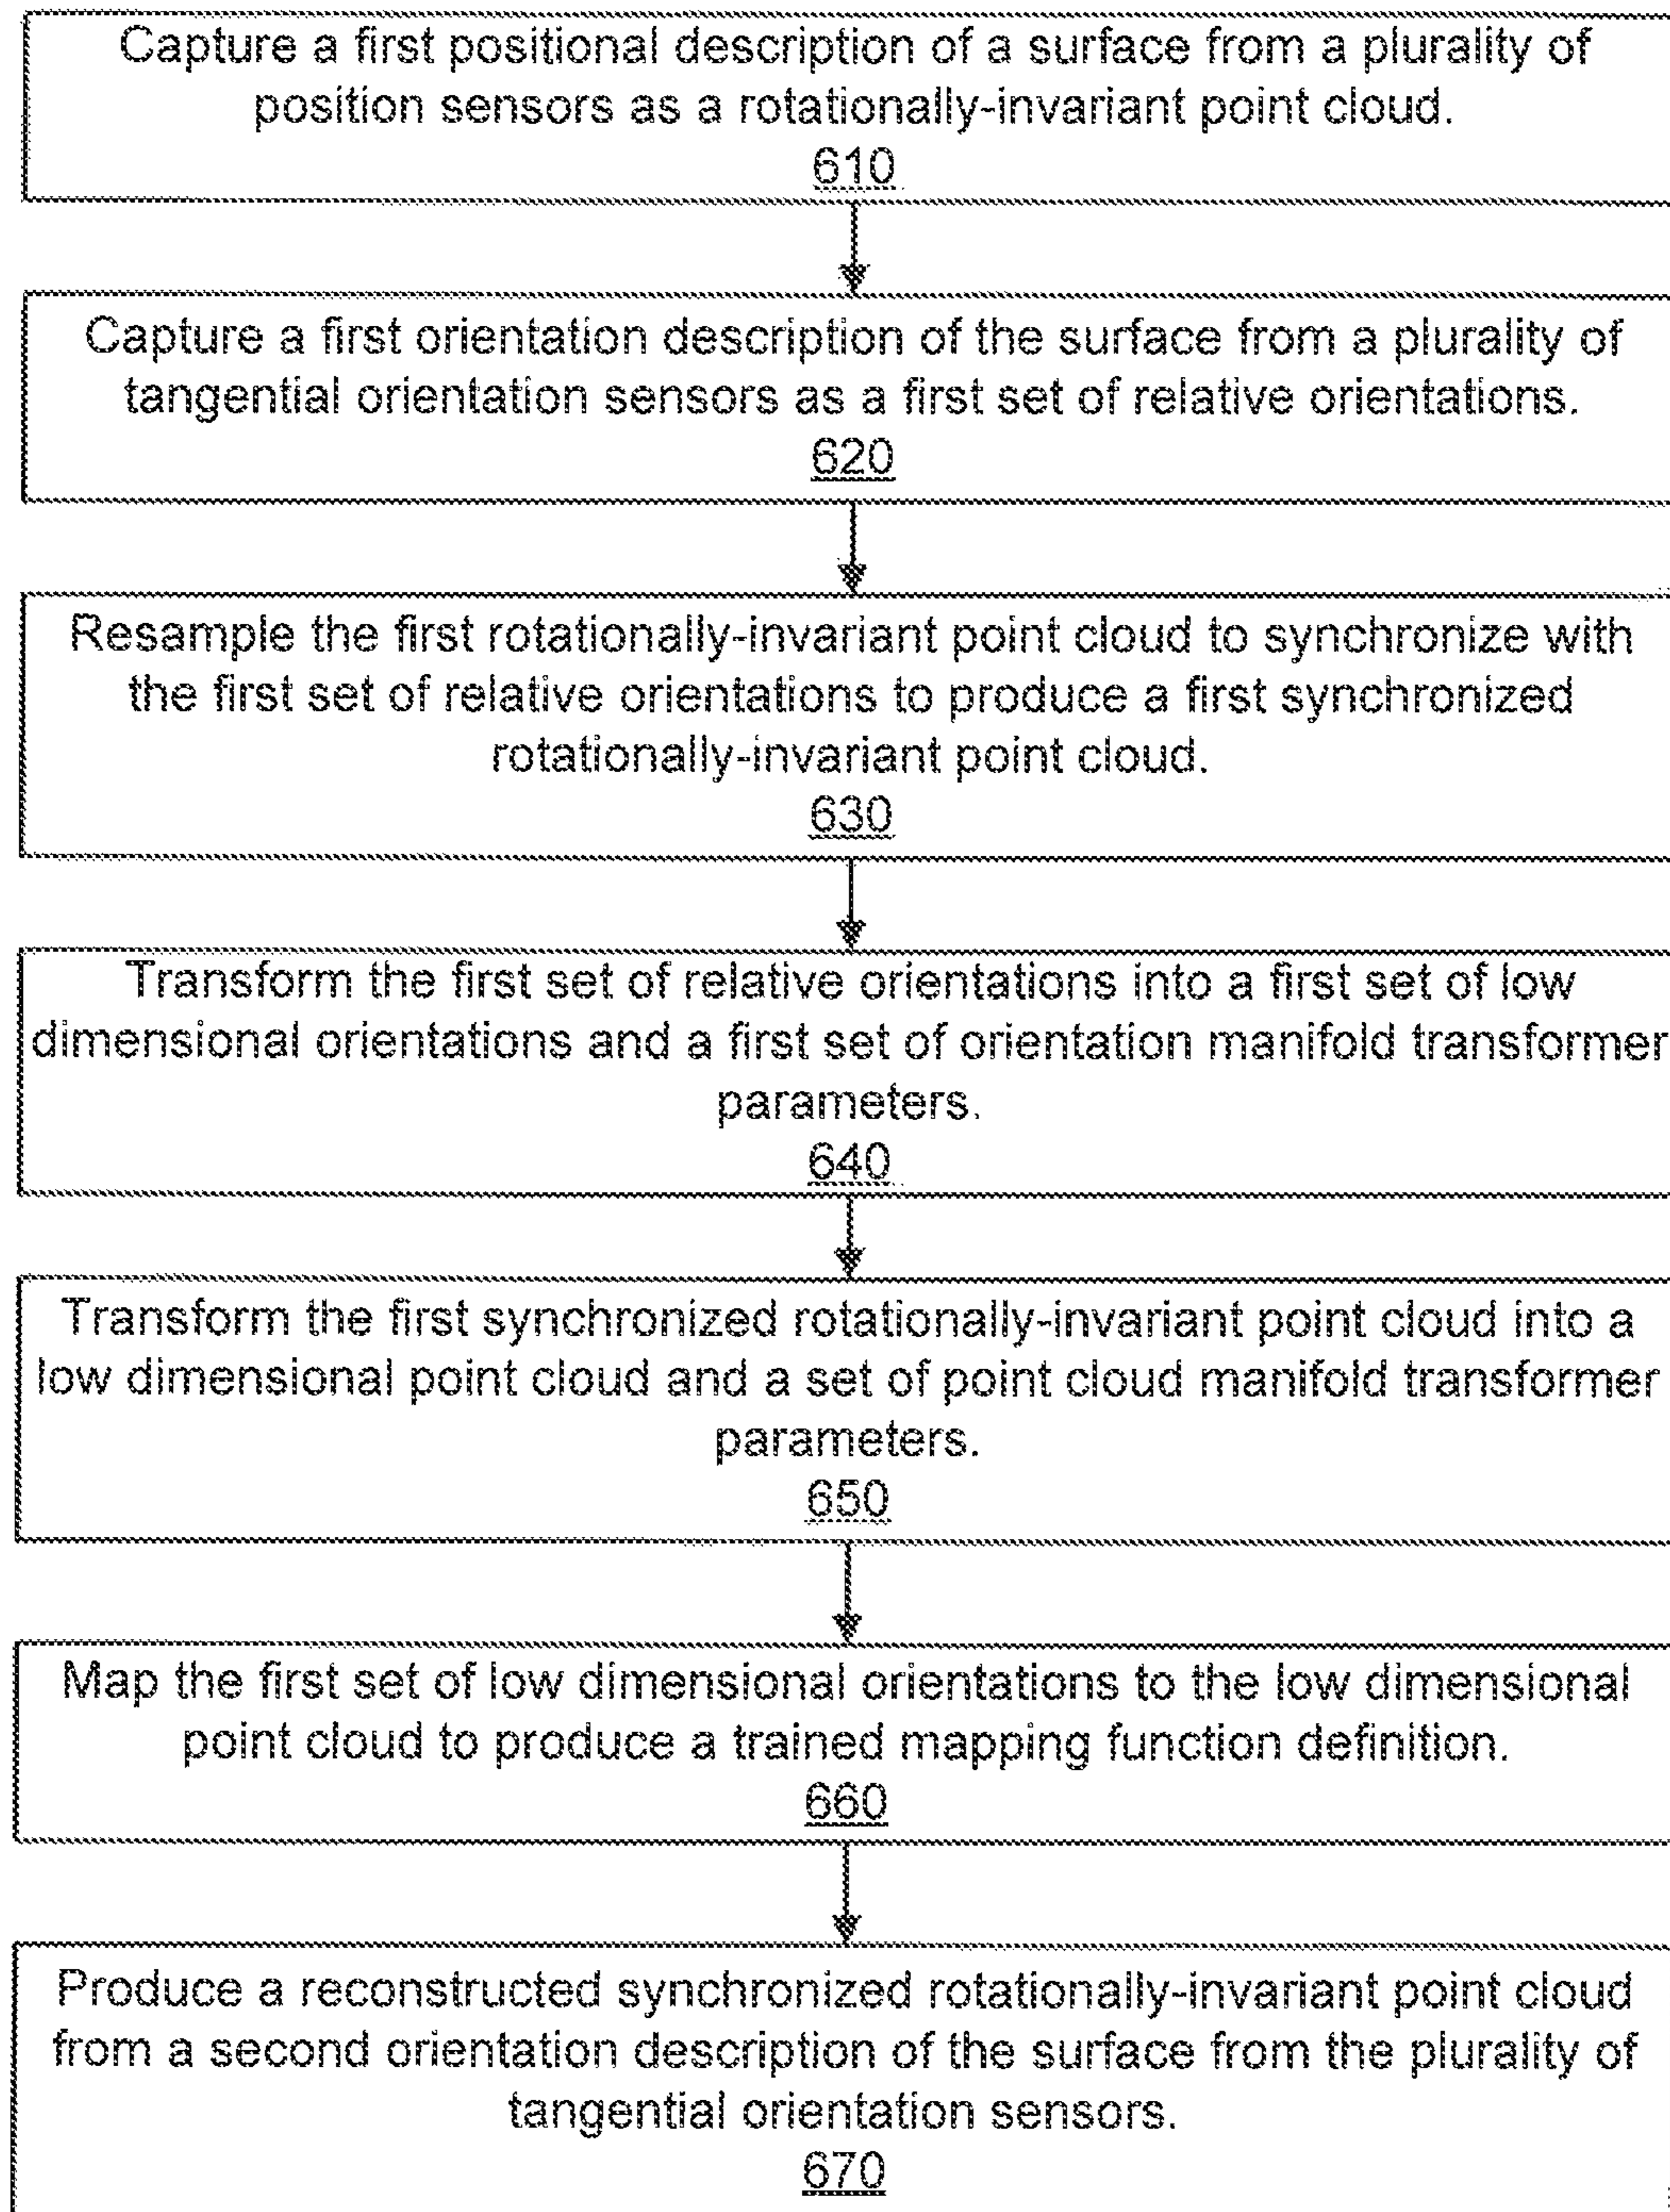 Capture a first positional description of a surface from a plurality of
position sensors as a rotationally-invariant point cloud.
610
Capture a first orientation description of the surface from a plurality of
tangential orientation sensors as a first set of relative orientations.
620
Resample the first rotationally-invariant point cloud to synchronize with
the first set of relative orientations to produce a first synchronized
rotationally-invariant point cloud.
630
Transform the first set of relative orientations into a first set of low
dimensional orientations and a first set of orientation manifold transformer
parameters.
640
Transform the first synchronized rotationally-invariant point cloud into a
low dimensional point cloud and a set of point cloud manifold transformer
parameters.
650
Map the first set of low dimensional orientations to the low dimensional
point cloud to produce a trained mapping function definition.
660
Produce a reconstructed synchronized rotationally-invariant point cloud
from a second orientation description of the surface from the plurality of
tangential orientation sensors.
670